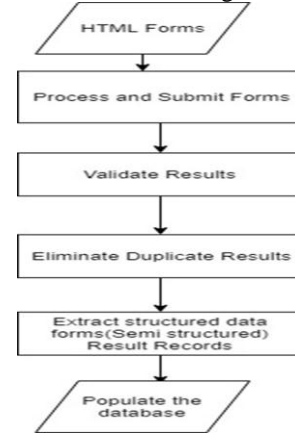 HTML Forms
Process and Submit Forms
Validate Results
Eliminate Duplicate Results
Extract structured data
forms(Semi structured)
Result Records
Populate the
database